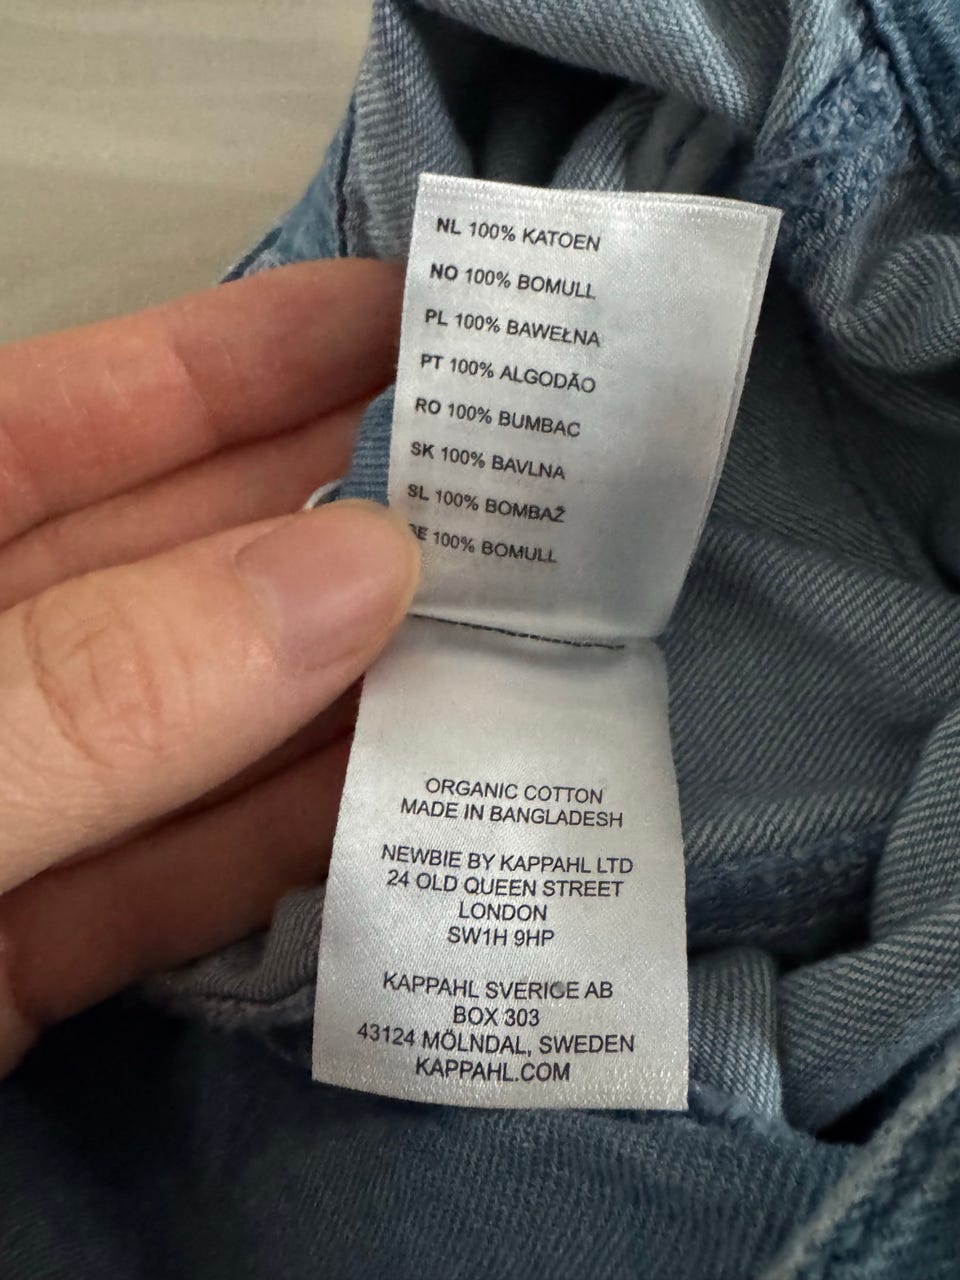 NL 100% KATOEN
NO 100% BOMULL
PL 100% BAWEŁNA
PT 100% ALGODÃO
RO 100% BUMBAC
SK 100% BAVLNA
SL 100% BOMBAŽ
SE 100% BOMULL
ORGANIC COTTON
MADE IN BANGLADESH
NEWBIE BY KAPPAHL LTD
24 OLD QUEEN STREET
LONDON
SW1H 9HP
KAPPAHL SVERIGE AB
BOX 303
43124 MÖLNDAL, SWEDEN
KAPPAHL.COM